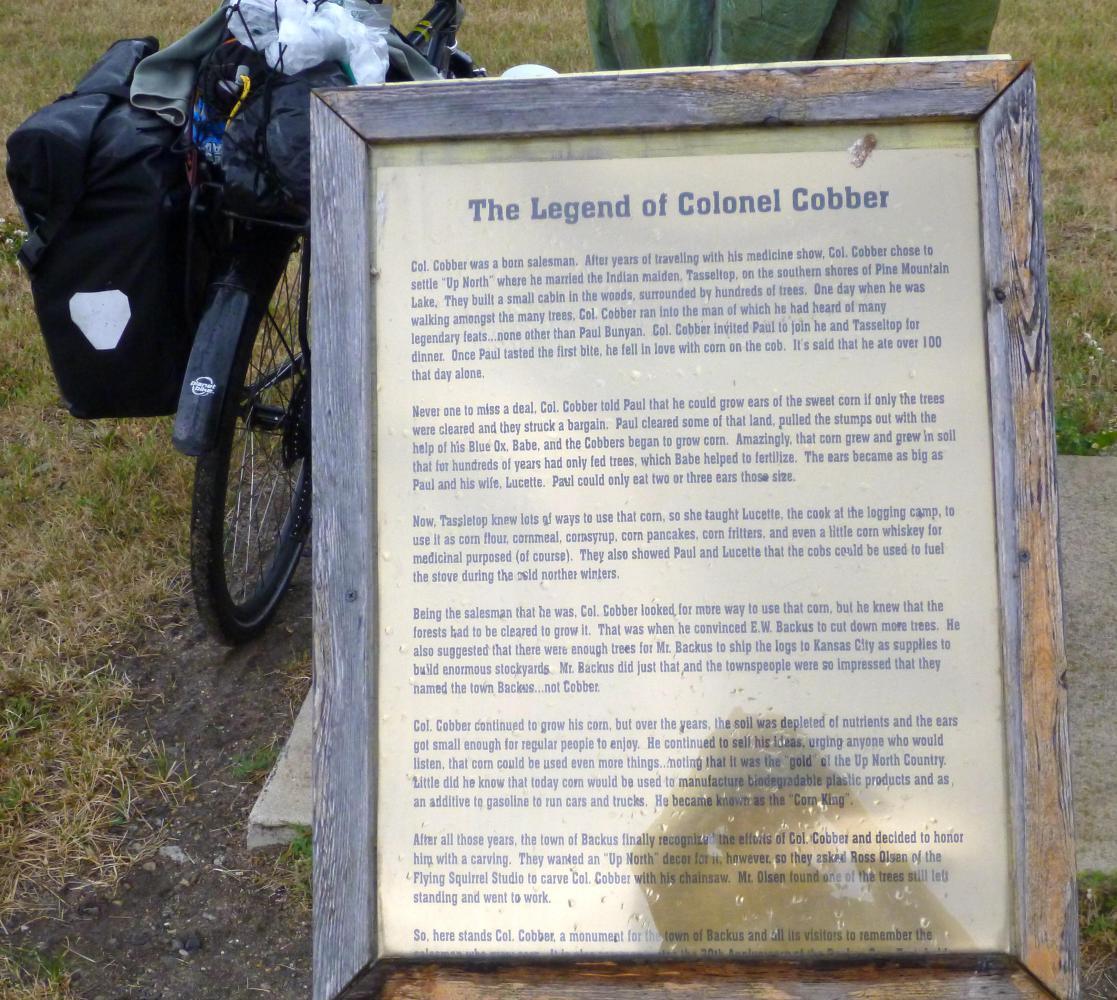 The Legend of Colonel Cobber
Col. Cobber was a born salesman. After years of traveling with his medicine show, Col. Cobber chose to
settle "Up North" where he married the Indian maiden, Tasseltop, on the southern shores of Pine Mountain
Lake. They built a small cabin in the woods, surrounded by hundreds of trees. One day when he was
walking amongst the many trees, Col. Cobber ran into the man of which he had heard of many
legendary feats...none other than Paul Bunyan. Col. Cobber invited Paul to join he and Tasseltop for
dinner. Once Paul tasted the first bite, he fell in love with corn on the cob. It's said that he ate over 100
that day alone.
Never one to miss a deal, Col. Cobber told Paul that he could grow ears of the sweet corn if only the trees
were cleared and they struck a bargain. Paul cleared some of that land, pulled the stumps out with the
help of his Blue Ox, Babe, and the Cobbers began to grow corn. Amazingly, that corn grew and grew in soil
that for hundreds of years had only fed trees, which Babe helped to fertilize. The ears became as big as
Paul and his wife, Lucette. Paul could only eat two or three ears those size.
Now, Tassletop knew lots of ways to use that corn, so she taught Lucette, the cook at the logging camp, to
use it as corn flour, cornmeal, cornsyrup, corn pancakes, corn fritters, and even a little corn whiskey for
medicinal purposed (of course). They also showed Paul and Lucette that the cobs could be used to fuel
the stove during the cold norther winters.
Being the salesman that he was, Col. Cobber looked for more way to use that corn, but he knew that the
forests had to be cleared to grow it. That was when he convinced E.W. Backus to cut down more trees. He
also suggested that there were enough trees for Mr. Backus to ship the logs to Kansas City as supplies to
build enormous stockyards. Mr. Backus did just that and the townspeople were so impressed that they
named the town Backus...not Cobber.
Col. Cobber continued to grow his corn, but over the years, the soil was depleted of nutrients and the ears
got small enough for regular people to enjoy. He continued to sell his ideas, urging anyone who would
listen, that corn could be used even more things...noting that it was the "gold" of the Up North Country.
Little did he know that today corn would be used to manufacture biodegradable plastic products and as
an additive to gasoline to run cars and trucks. He became known as the "Corn King".
After all those years, the town of Backus finally recognized the efforts of Col. Cobber and decided to honor
him with a carving. They wanted an "Up North" decor for it, however, so they asked Ross Olsen of the
Flying Squirrel Studio to carve Col. Cobber with his chainsaw. Mr. Olsen found one of the trees still left
standing and went to work.
So, here stands Col. Cobber, a monument for the town of Backus and all its visitors to remember the
planet
bike